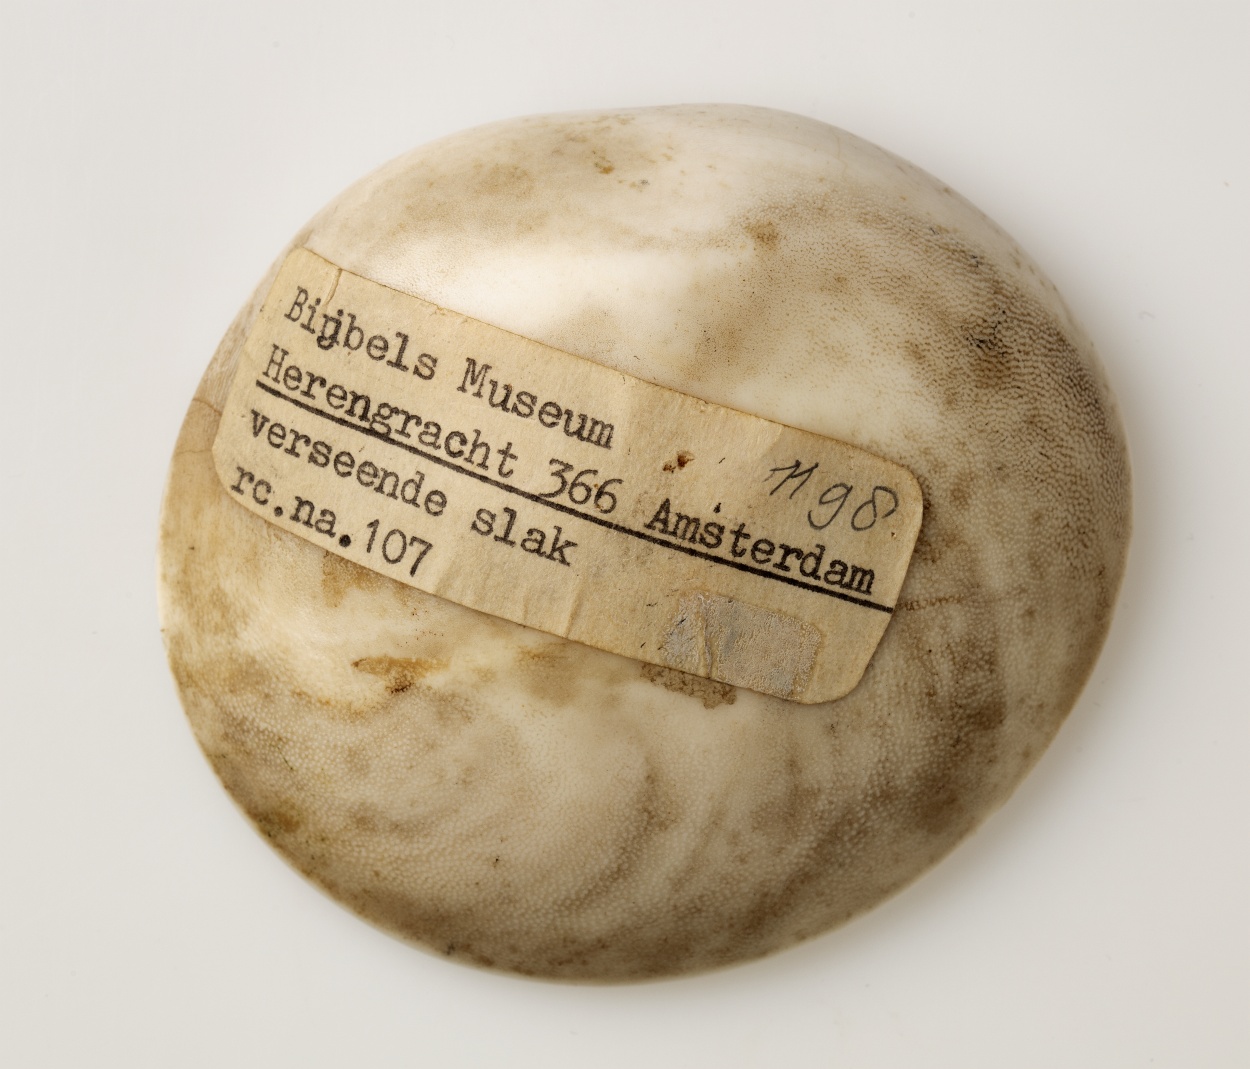 Bijbels Museum
Herengracht 366 Amsterdam
verseende slak
rc.na.107
1198